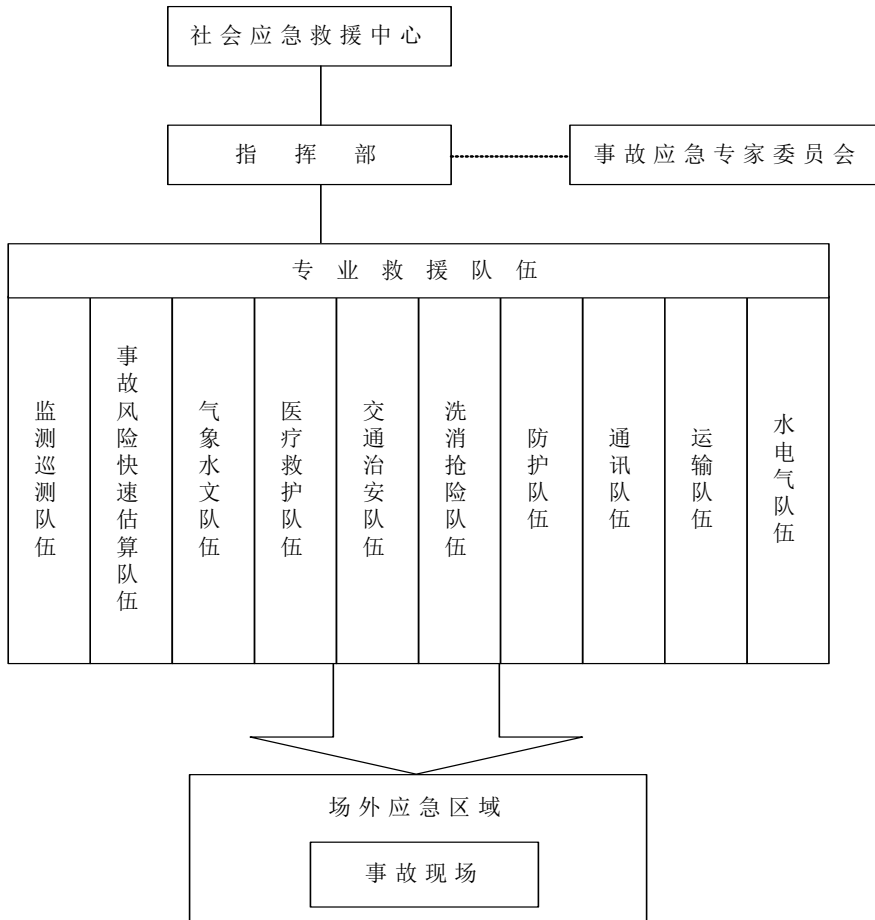 社会应急救援中心
指挥部
事故应急专家委员会
专业救援队伍
监测巡测队伍
事故风险快速估算队伍
气象水文队伍
医疗救护队伍
交通治安队伍
洗消抢险队伍
防护队伍
通讯队伍
运输队伍
水电气队伍
场外应急区域
事故现场